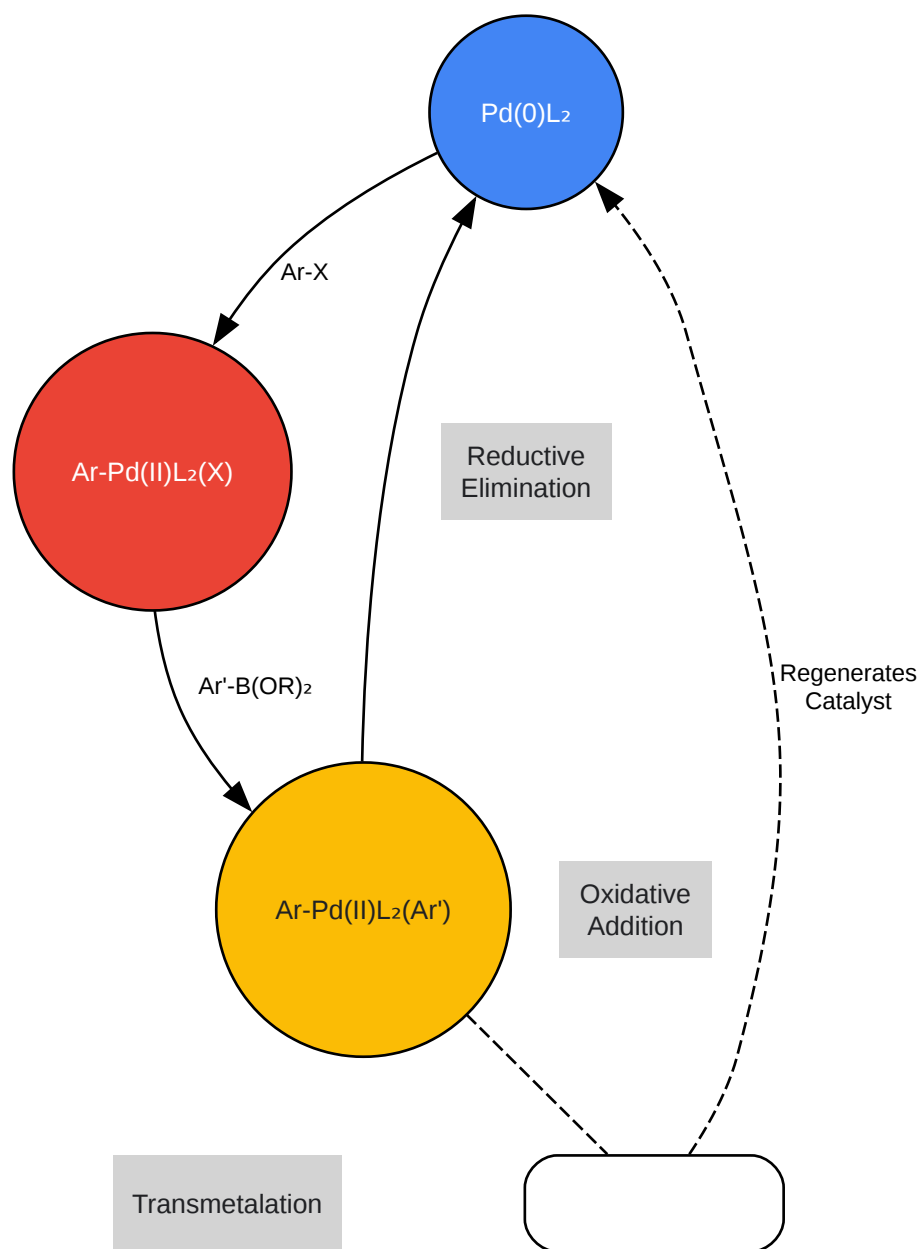 Pd(0)L₂
Ar-X
Ar-Pd(II)L₂(X)
Reductive
Elimination
Ar'-B(OR)₂
Regenerates
Catalyst
Ar-Pd(II)L₂(Ar')
Oxidative
Addition
Transmetalation